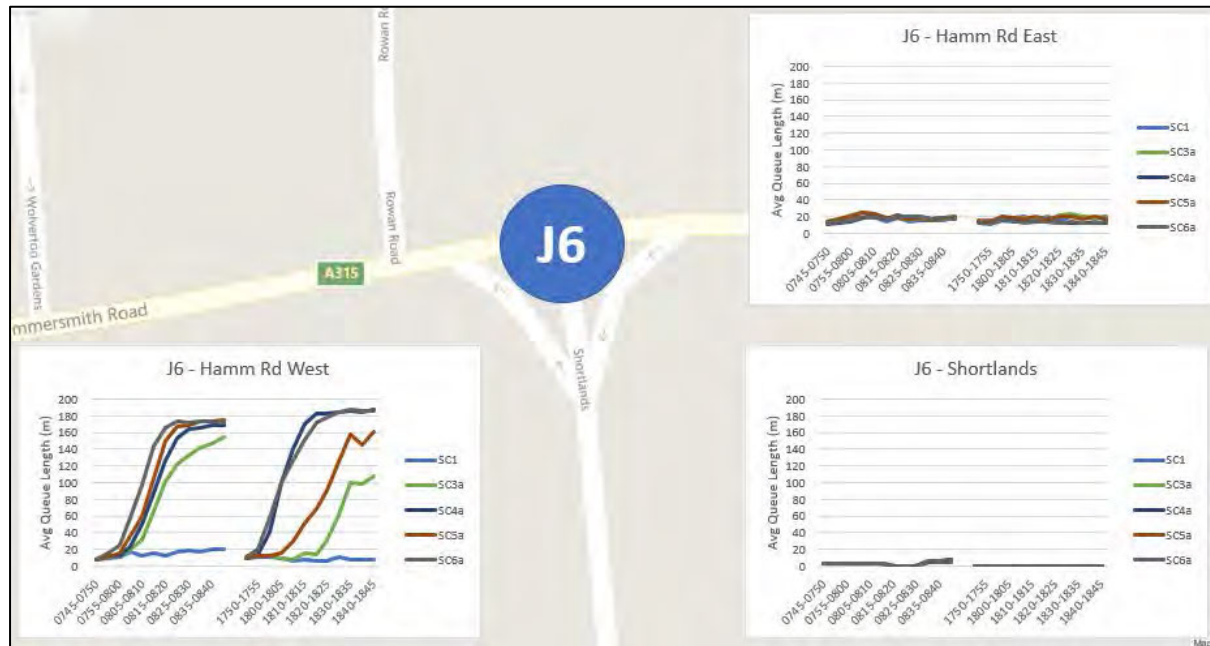 Rowan Rd
Rowan Road
--> Wolverton Gardens
A315
mmersmith Road
J6
Shortlands
J6 - Hamm Rd East
Avg Queue Length (m)
200
180
160
140
120
100
80
60
40
20
0
0745-0750
0755-0800
0805-0810
0815-0820
0825-0830
0835-0840
1750-1755
1800-1805
1810-1815
1820-1825
1830-1835
1840-1845
SC1
SC3a
SC4a
SC5a
SC6a
J6 - Hamm Rd West
Avg Queue Length (m)
200
180
160
140
120
100
80
60
40
20
0
0745-0750
0755-0800
0805-0810
0815-0820
0825-0830
0835-0840
1750-1755
1800-1805
1810-1815
1820-1825
1830-1835
1840-1845
SC1
SC3a
SC4a
SC5a
SC6a
J6 - Shortlands
Avg Queue Length (m)
200
180
160
140
120
100
80
60
40
20
0
0745-0750
0755-0800
0805-0810
0815-0820
0825-0830
0835-0840
1750-1755
1800-1805
1810-1815
1820-1825
1830-1835
1840-1845
SC1
SC3a
SC4a
SC5a
SC6a